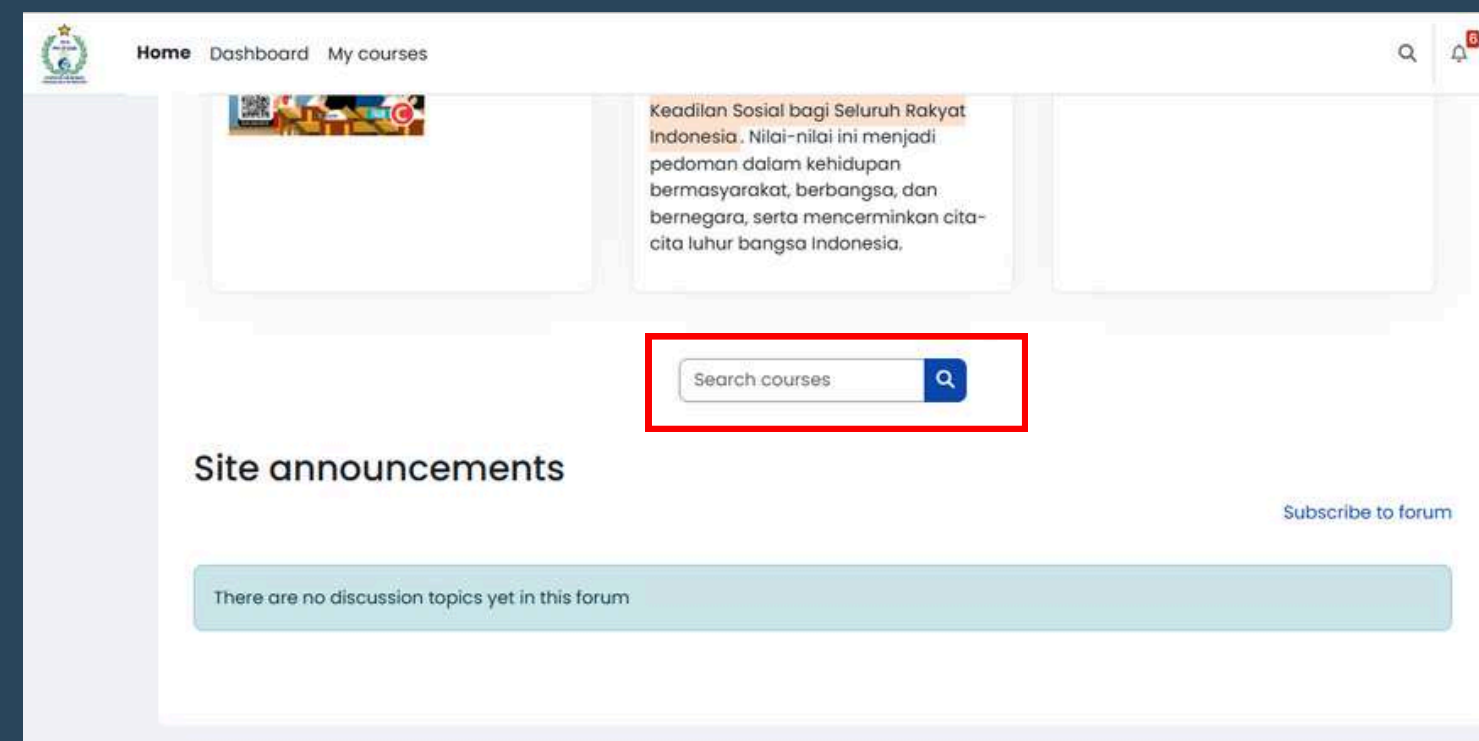 Home Dashboard My courses
6
Keadilan Sosial bagi Seluruh Rakyat
Indonesia. Nilai-nilai ini menjadi
pedoman dalam kehidupan
bermasyarakat, berbangsa, dan
bernegara, serta mencerminkan cita-
cita luhur bangsa Indonesia.
Search courses
Site announcements
Subscribe to forum
There are no discussion topics yet in this forum